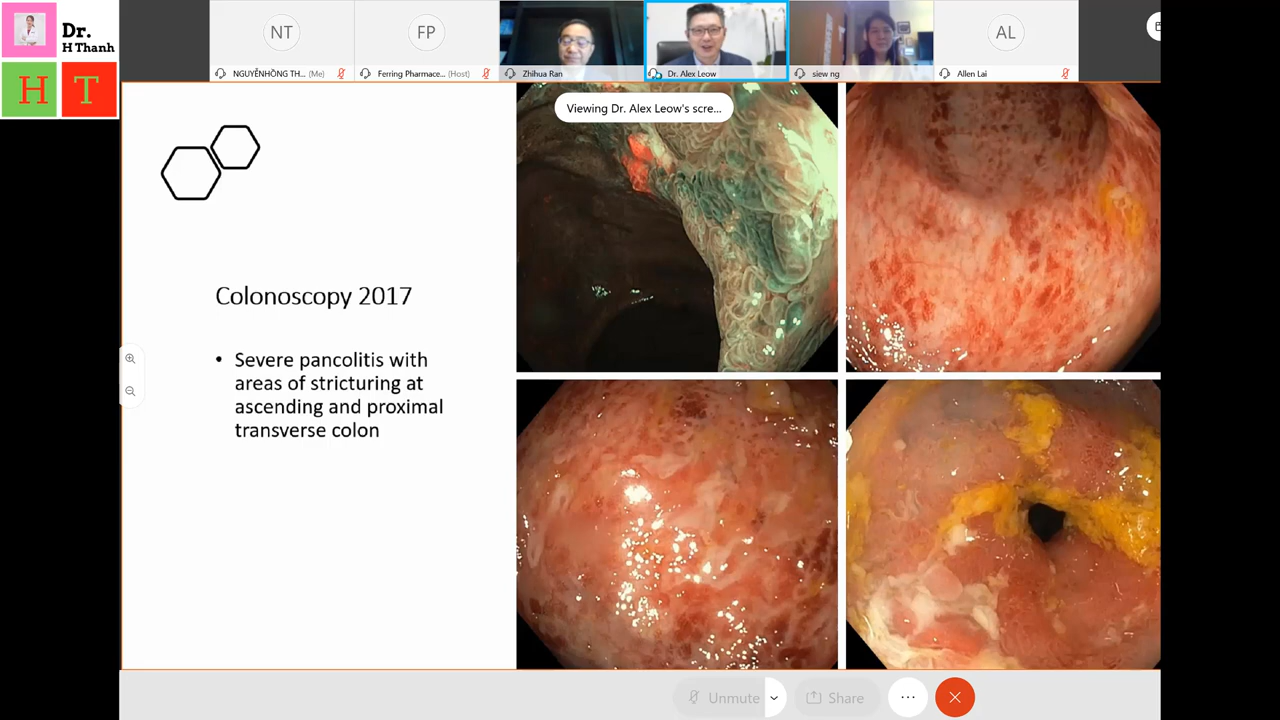 Dr.
H Thanh
H T
NT
FP
AL
NGUYỄNHỒNG TH... (Me)
Ferring Pharmace... (Host)
Zhihua Ran
Dr. Alex Leow
siew ng
Allen Lai
Viewing Dr. Alex Leow's scre...
Colonoscopy 2017
• Severe pancolitis with
areas of stricturing at
ascending and proximal
transverse colon
Unmute
Share